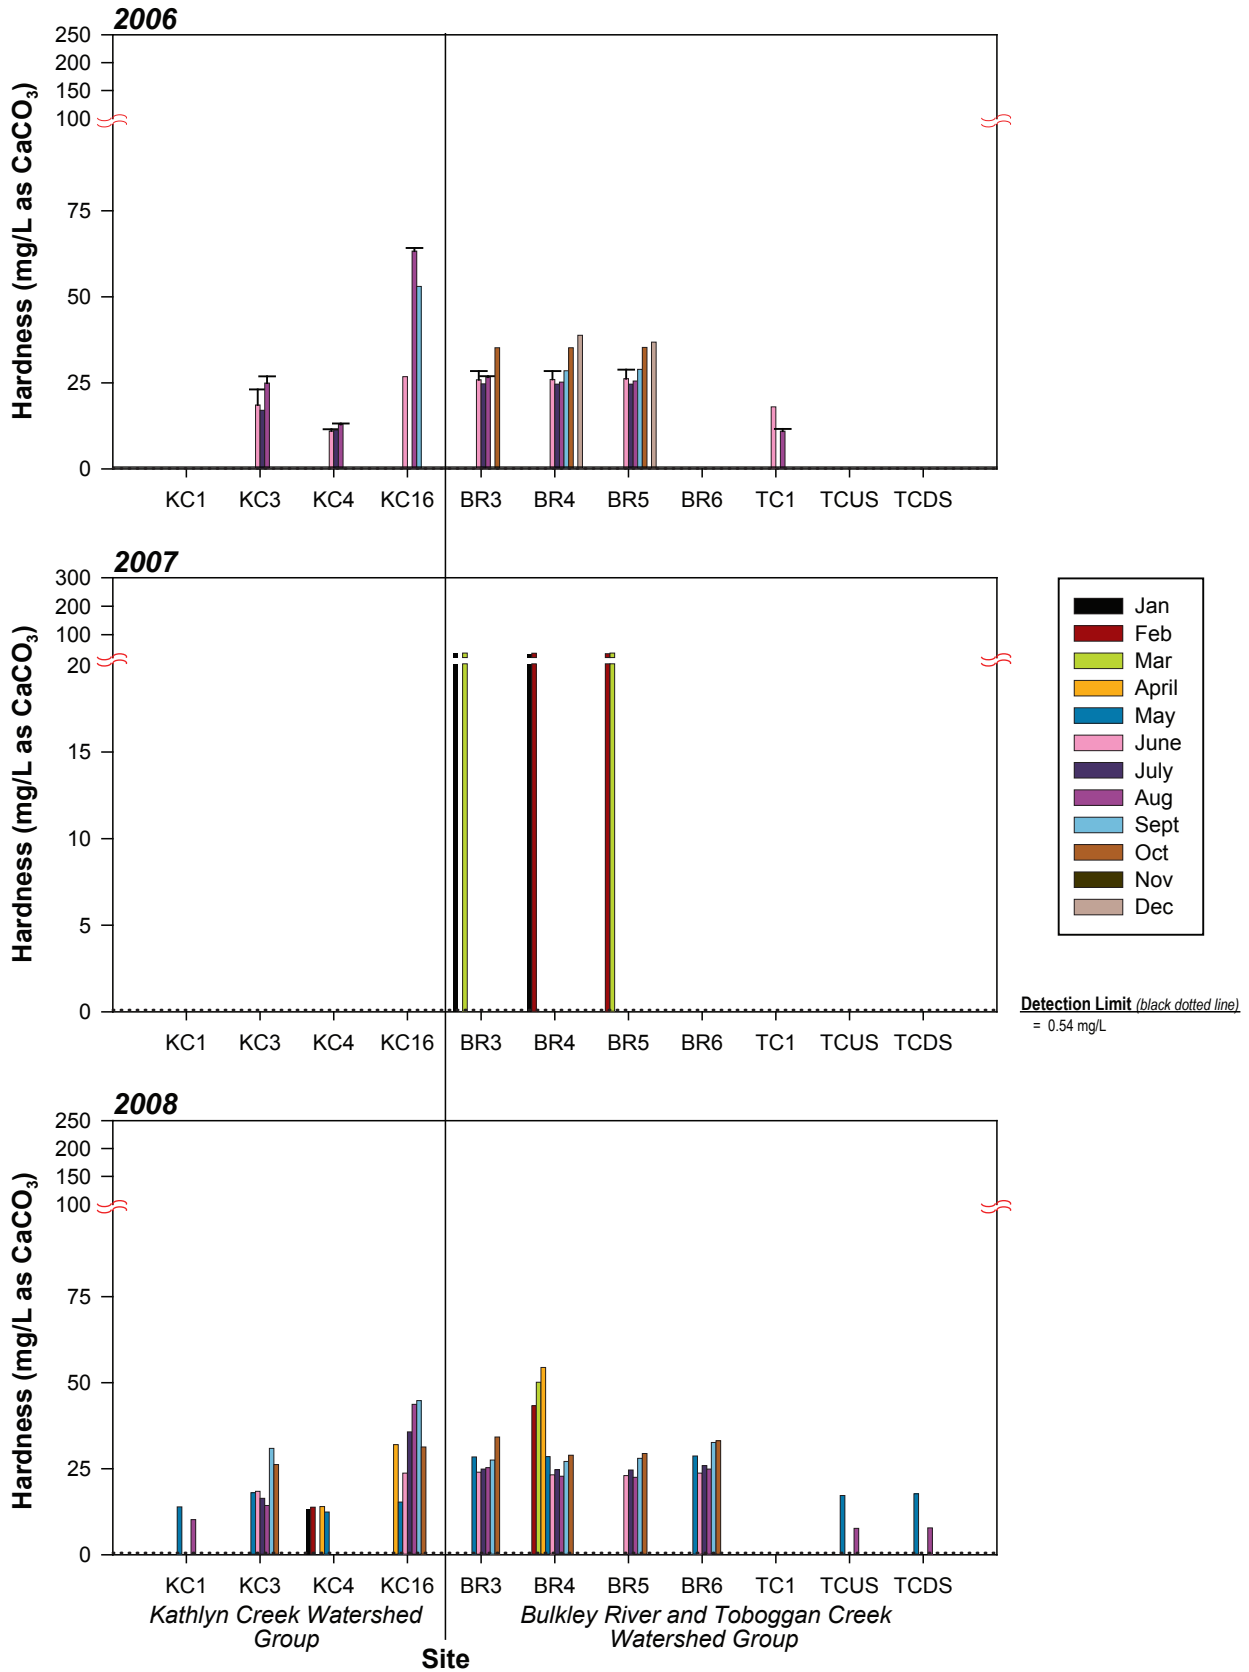 2006
250
200
150
100
75
50
25
0
Hardness (mg/L as CaCO₃)
KC1 KC3 KC4 KC16 BR3 BR4 BR5 BR6 TC1 TCUS TCDS
2007
300
200
100
20
15
10
5
0
Hardness (mg/L as CaCO₃)
KC1 KC3 KC4 KC16 BR3 BR4 BR5 BR6 TC1 TCUS TCDS
Jan
Feb
Mar
April
May
June
July
Aug
Sept
Oct
Nov
Dec
Detection Limit (black dotted line)
= 0.54 mg/L
2008
250
200
150
100
75
50
25
0
Hardness (mg/L as CaCO₃)
KC1 KC3 KC4 KC16 BR3 BR4 BR5 BR6 TC1 TCUS TCDS
Kathlyn Creek Watershed
Group
Bulkley River and Toboggan Creek
Watershed Group
Site